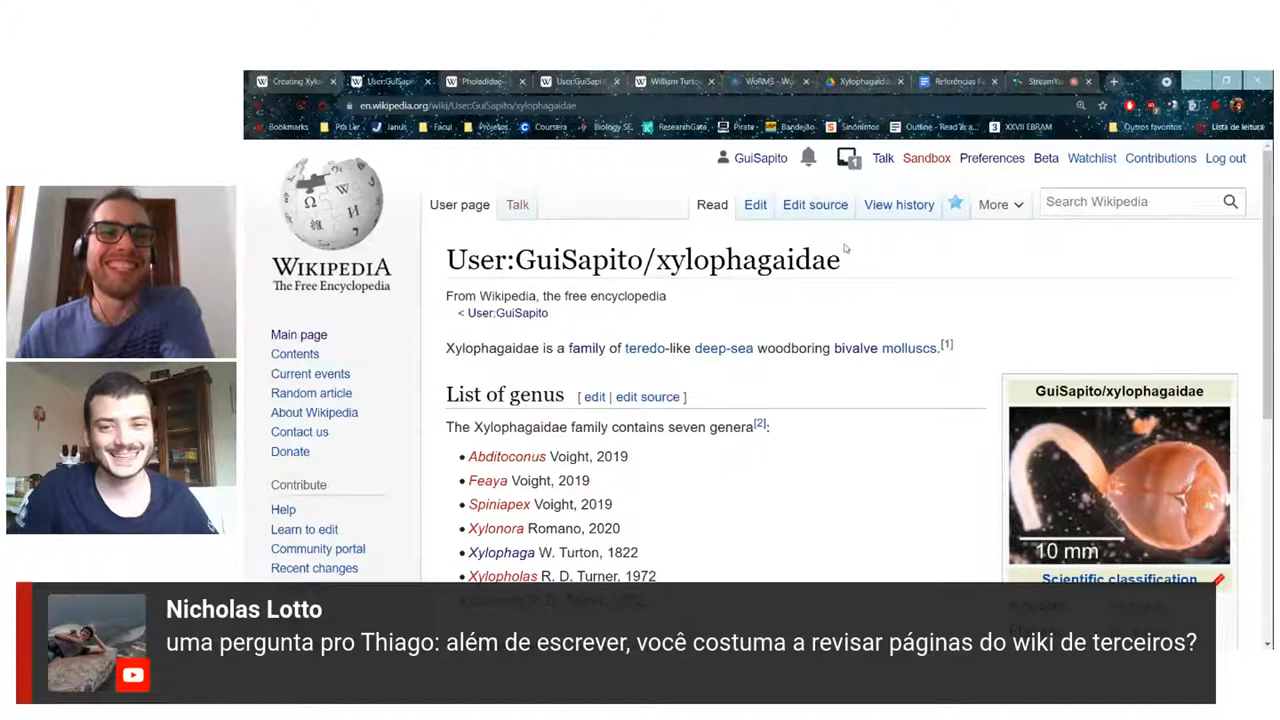 Creating Xylo
User:GuiSapi
Pholadidae
User:GuiSapi
William Turto
WoRMS - Wo
Xylophagaid
Referências F
StreamYa
en.wikipedia.org/wiki/User:GuiSapito/xylophagaidae
Bookmarks Pra Ler Janus Facul Projetos Coursera Biology SE ResearchGate Pirate Bandejão Sinônimos Outline - Read & a... XXVII EBRAM Outros favoritos Lista de leitura
GuiSapito 1 Talk Sandbox Preferences Beta Watchlist Contributions Log out
User page Talk Read Edit Edit source View history More Search Wikipedia
WIKIPEDIA
The Free Encyclopedia
Main page
Contents
Current events
Random article
About Wikipedia
Contact us
Donate
Contribute
Help
Learn to edit
Community portal
Recent changes
User:GuiSapito/xylophagaidae
From Wikipedia, the free encyclopedia
< User:GuiSapito
Xylophagaidae is a family of teredo-like deep-sea woodboring bivalve molluscs.[1]
List of genus [ edit | edit source ]
The Xylophagaidae family contains seven genera[2]:
• Abditoconus Voight, 2019
• Feaya Voight, 2019
• Spiniapex Voight, 2019
• Xylonora Romano, 2020
• Xylophaga W. Turton, 1822
• Xylopholas R. D. Turner, 1972
GuiSapito/xylophagaidae
10 mm
Scientific classification
Nicholas Lotto
uma pergunta pro Thiago: além de escrever, você costuma a revisar páginas do wiki de terceiros?